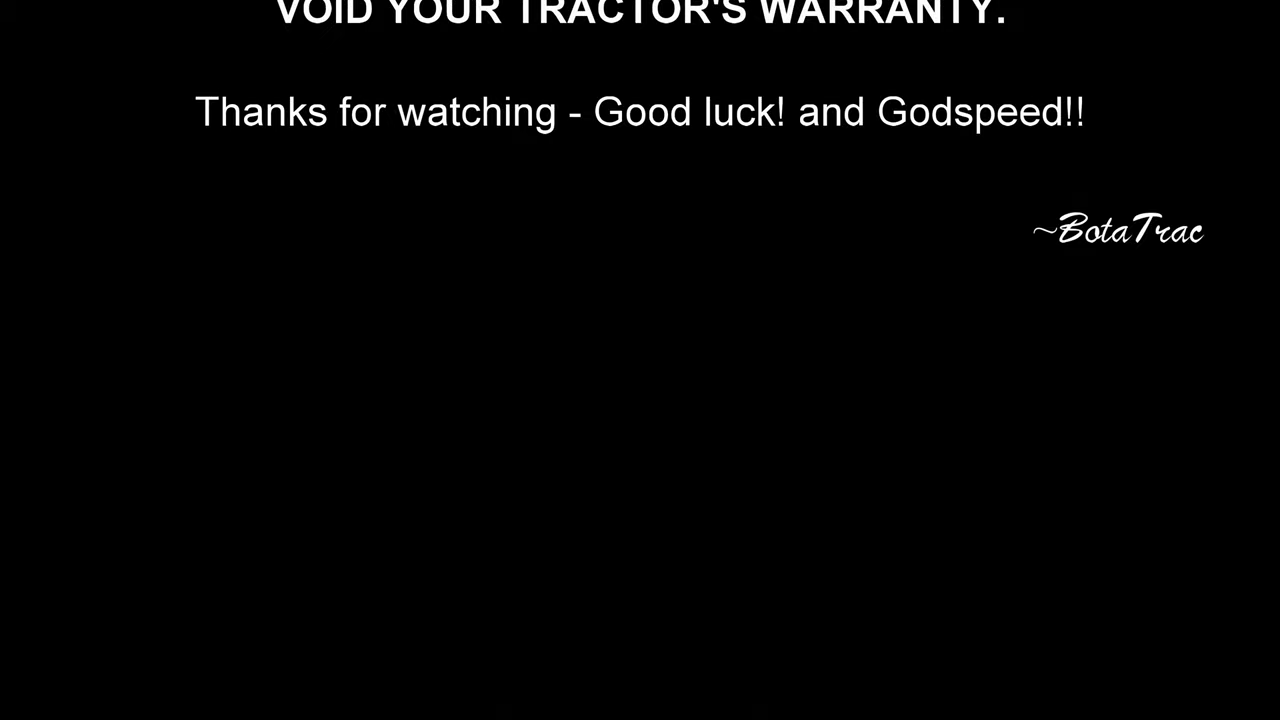 VOID YOUR TRACTOR'S WARRANTY.
Thanks for watching - Good luck! and Godspeed!!
~BotaTrac